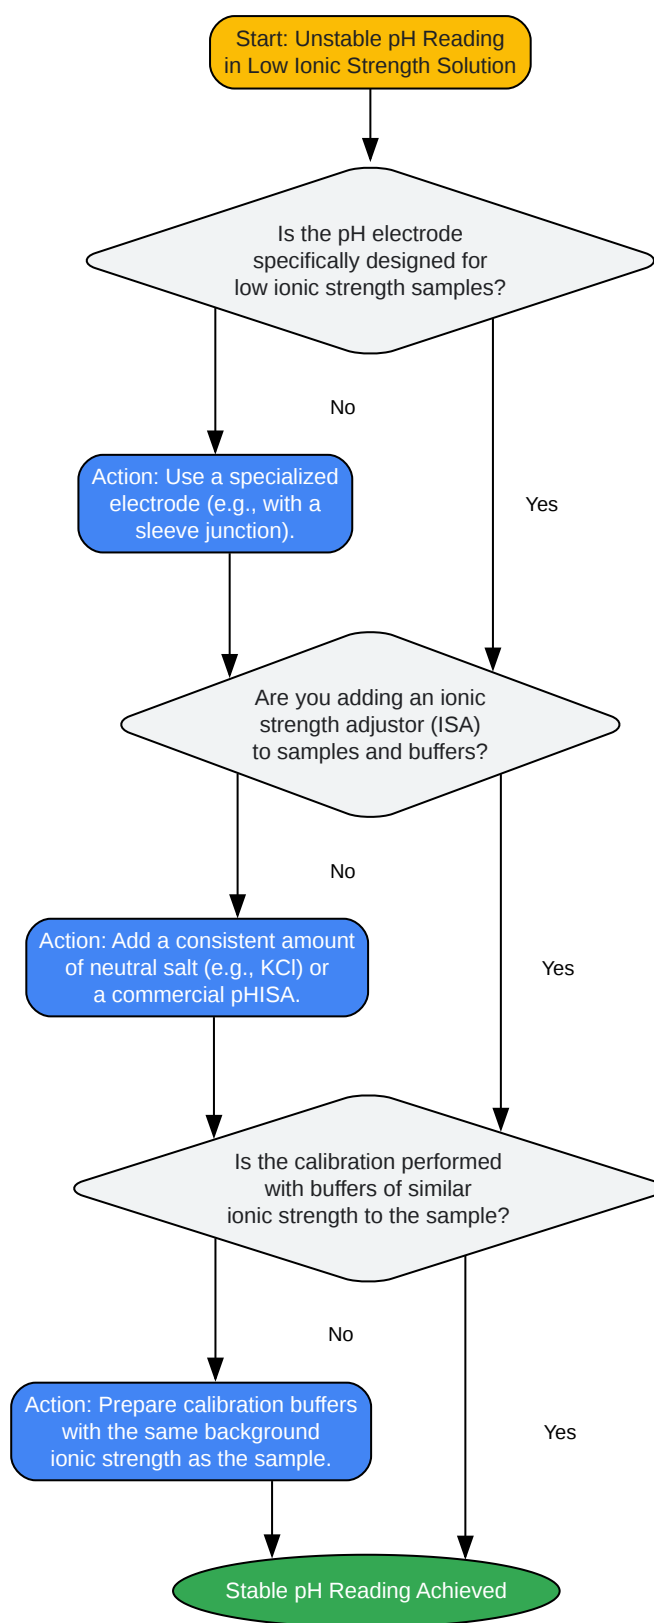 Start: Unstable pH Reading
in Low Ionic Strength Solution
Is the pH electrode
specifically designed for
low ionic strength samples?
No
Action: Use a specialized
electrode (e.g., with a
sleeve junction).
Yes
Are you adding an ionic
strength adjustor (ISA)
to samples and buffers?
No
Action: Add a consistent amount
of neutral salt (e.g., KCl) or
a commercial pHISA.
Yes
Is the calibration performed
with buffers of similar
ionic strength to the sample?
No
Action: Prepare calibration buffers
with the same background
ionic strength as the sample.
Yes
Stable pH Reading Achieved